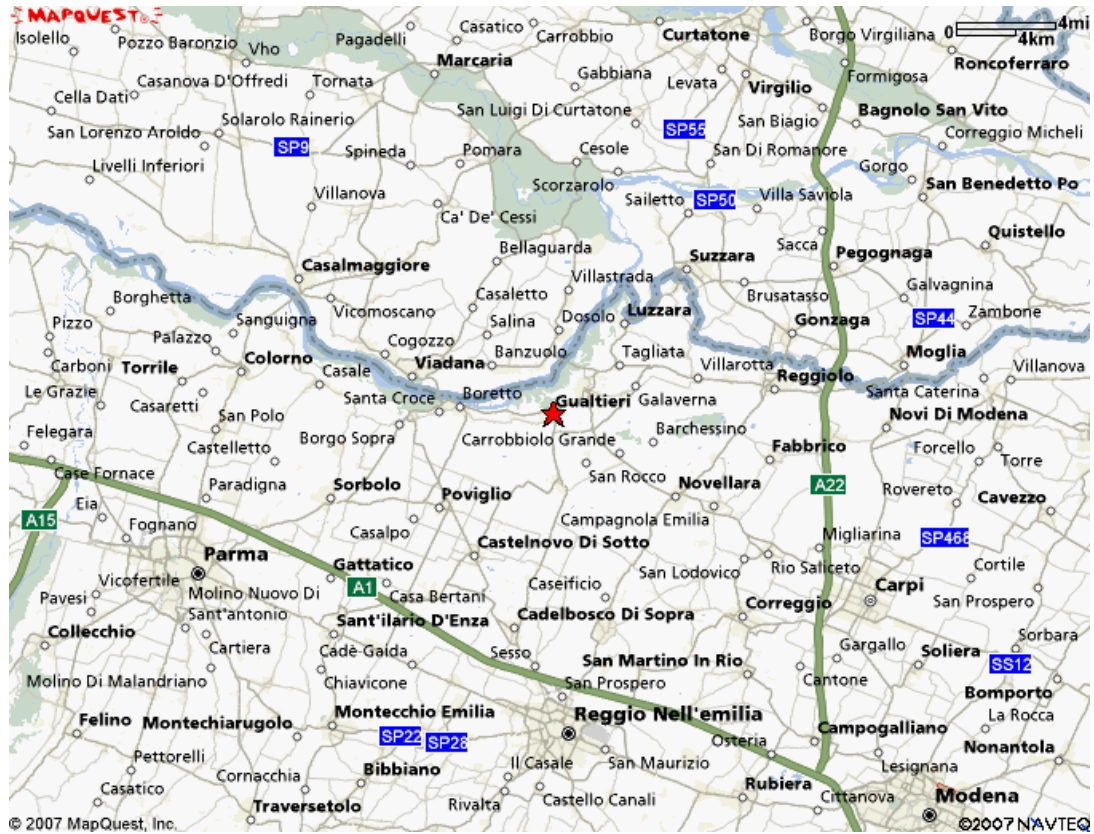 MAPQUEST
Isolello
Pozzo Baronzio
Vho
Pagadelli
Casatico
Carrobbio
Curtatone
Borgo Virgiliana
0 4mi
4km
Roncoferraro
Casanova D'Offredi
Tornata
Marcaria
Gabbiana
Levata
Formigosa
Virgilio
Cella Dati
Solarolo Rainerio
San Luigi Di Curtatone
SP55
San Biagio
Bagnolo San Vito
San Lorenzo Aroldo
SP9
Spineda
Pomara
Cesole
San Di Romanore
Correggio Micheli
Livelli Inferiori
Villanova
Scorzarolo
Gorgo
San Benedetto Po
Ca' De' Cessi
Sailetto
SP50
Villa Saviola
Bellaguarda
Sacca
Quistello
Casalmaggiore
Villastrada
Suzzara
Pegognaga
Borghetta
Vicomoscano
Casaletto
Brusatasso
Galvagnina
Pizzo
Sanguigna
Salina
Dosolo
Luzzara
Gonzaga
SP44
Zambone
Palazzo
Cogozzo
Banzuolo
Tagliata
Villarotta
Moglia
Carboni
Torrile
Colorno
Casale
Viadana
Reggiolo
Santa Caterina
Villanova
Le Grazie
Casaretti
Santa Croce
Boretto
Gualtieri
Galaverna
Novi Di Modena
San Polo
Borgo Sopra
Carrobbiolo Grande
Barchessino
Fabbrico
Forcello
Felegara
Castelletto
San Rocco
Torre
Case Fornace
Paradigna
Sorbolo
Poviglio
Novellara
A22
Rovereto
Cavezzo
Eia
A15
Fognano
Casalpo
Campagnola Emilia
Migliarina
SP468
Parma
Castelnovo Di Sotto
Vicofertile
Gattatico
San Lodovico
Rio Saliceto
Cortile
Molino Nuovo Di
A1
Casa Bertani
Caseificio
Carpi
Pavesi
Sant'antonio
Sant'ilario D'Enza
Cadelbosco Di Sopra
Correggio
San Prospero
Collecchio
Cartiera
Cadè-Gaida
Sesso
San Martino In Rio
Gargallo
Soliera
Sorbara
SS12
Molino Di Malandriano
Chiavicone
San Prospero
Cantone
Bomporto
Felino
Montechiarugolo
Montecchio Emilia
Reggio Nell'emilia
Campogalliano
La Rocca
SP22
SP28
Osteria
Nonantola
Pettorelli
Cornacchia
Bibbiano
Il Casale
San Maurizio
Lesignana
Casatico
Traversetolo
Rivalta
Castello Canali
Rubiera
Cittanova
Modena
© 2007 MapQuest, Inc.
©2007 NAVTEQ